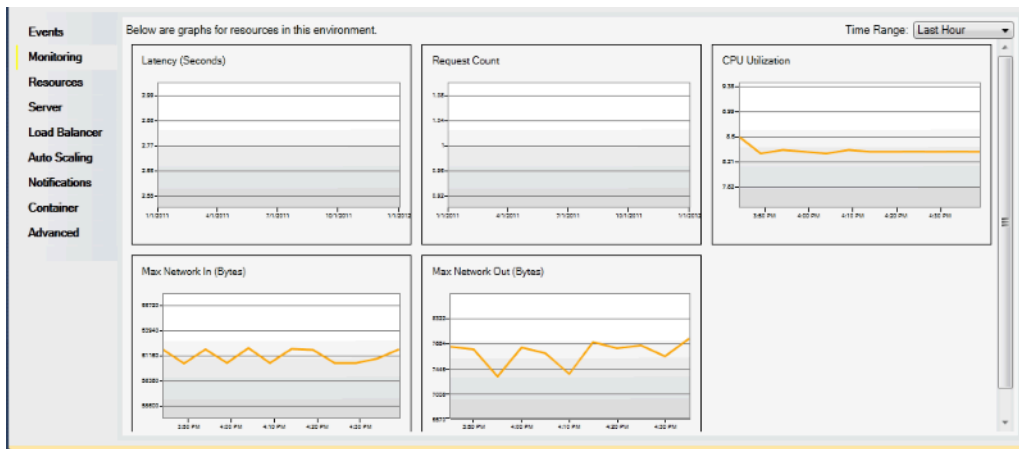 Events
Monitoring
Resources
Server
Load Balancer
Auto Scaling
Notifications
Container
Advanced
Below are graphs for resources in this environment.
Time Range: Last Hour
Latency (Seconds)
2.77
1/1/2011 4/1/2011 7/1/2011 10/1/2011 1/1/2012
Request Count
1
1/1/2011 4/1/2011 7/1/2011 10/1/2011 1/1/2012
CPU Utilization
3:50 PM 4:00 PM 4:10 PM 4:20 PM 4:30 PM
Max Network In (Bytes)
3:50 PM 4:00 PM 4:10 PM 4:20 PM 4:30 PM
Max Network Out (Bytes)
3:50 PM 4:00 PM 4:10 PM 4:20 PM 4:30 PM